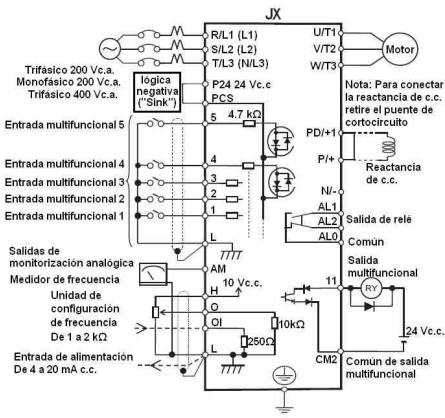 JX
R/L1 (L1)
S/L2 (L2)
T/L3 (N/L3)
Trifásico 200 Vc.a.
Monofásico 200 Vc.a.
Trifásico 400 Vc.a.
lógica
negativa
("Sink")
P24 24 Vc.c
PCS
Entrada multifuncional 5
5
4.7 kΩ
Entrada multifuncional 4
4
Entrada multifuncional 3
3
Entrada multifuncional 2
2
Entrada multifuncional 1
1
L
Salidas de
monitorización analógica
Medidor de frecuencia
AM
H
10 Vc.c.
Unidad de
configuración
de frecuencia
De 1 a 2 kΩ
O
OI
10kΩ
250Ω
L
Entrada de alimentación
De 4 a 20 mA c.c.
U/T1
V/T2
W/T3
Motor
Nota: Para conectar
la reactancia de c.c.
retire el puente de
cortocircuito
PD/+1
P/+
Reactancia
de c.c.
N/-
AL1
AL2
AL0
Salida de relé
Común
Salida
multifuncional
11
RY
24 Vc.c.
CM2
Común de salida
multifuncional